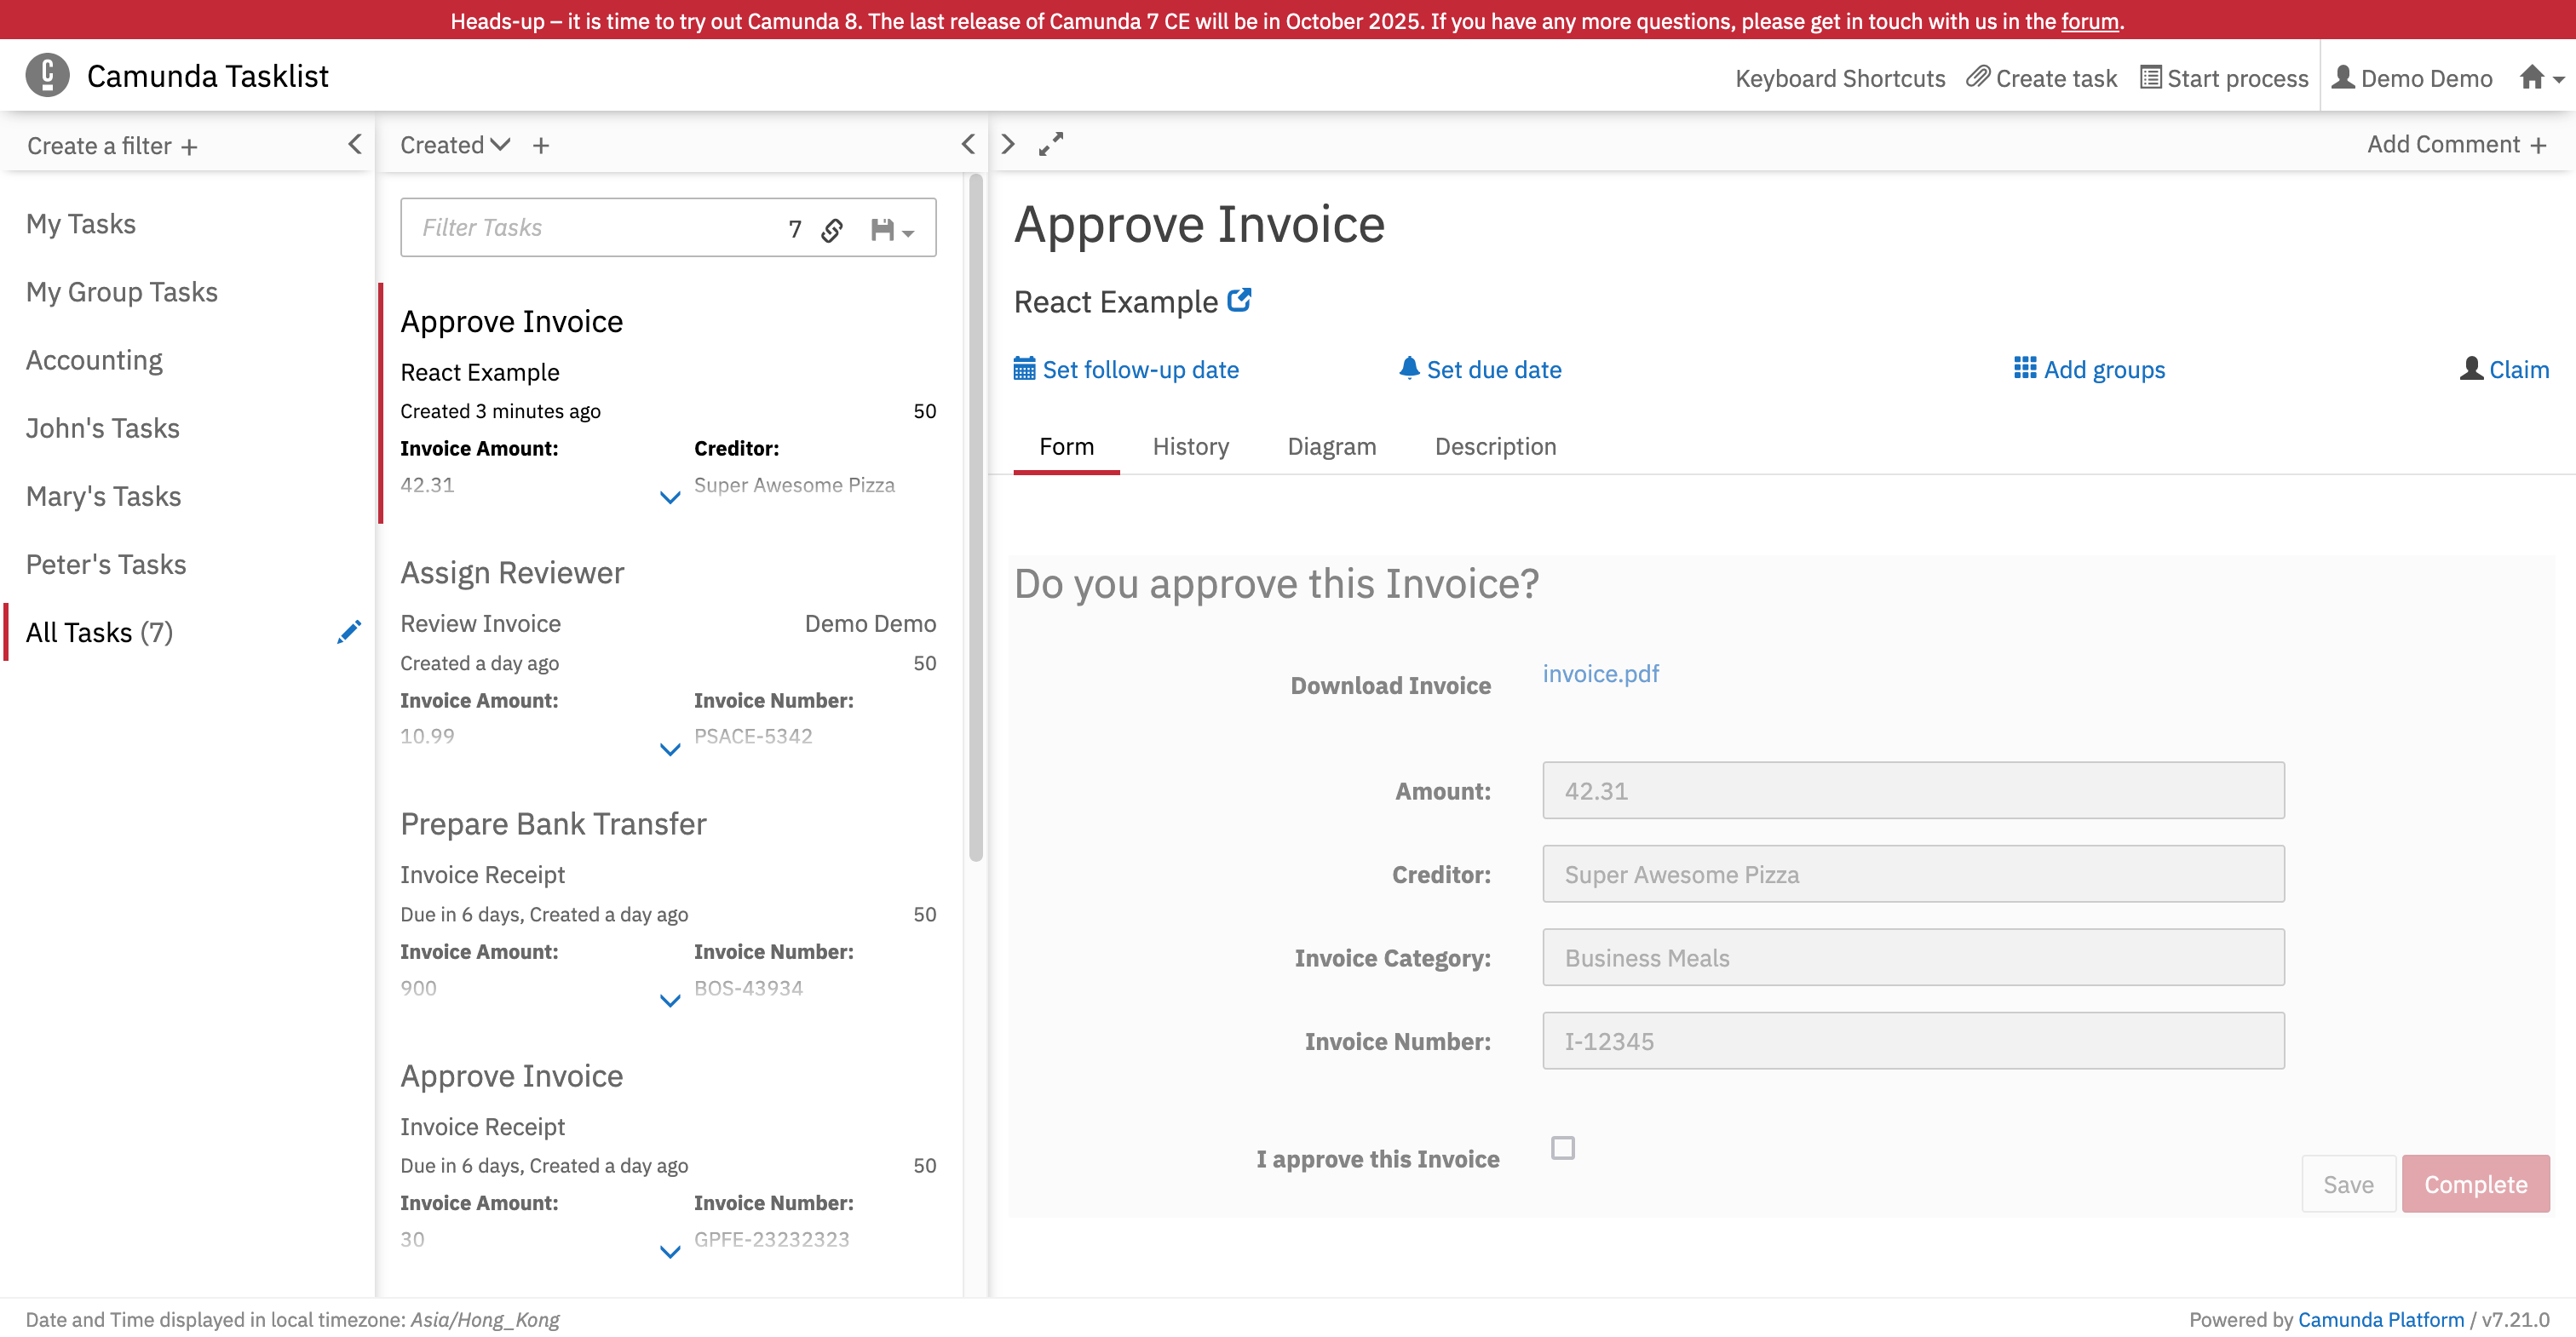 Heads-up – it is time to try out Camunda 8. The last release of Camunda 7 CE will be in October 2025. If you have any more questions, please get in touch with us in the forum.
Camunda Tasklist
Keyboard Shortcuts Create task Start process Demo Demo
Create a filter +
Created +
Add Comment +
My Tasks
My Group Tasks
Accounting
John's Tasks
Mary's Tasks
Peter's Tasks
All Tasks (7)
Filter Tasks 7
Approve Invoice
React Example
Created 3 minutes ago 50
Invoice Amount: Creditor:
42.31 Super Awesome Pizza
Assign Reviewer
Review Invoice Demo Demo
Created a day ago 50
Invoice Amount: Invoice Number:
10.99 PSACE-5342
Prepare Bank Transfer
Invoice Receipt
Due in 6 days, Created a day ago 50
Invoice Amount: Invoice Number:
900 BOS-43934
Approve Invoice
Invoice Receipt
Due in 6 days, Created a day ago 50
Invoice Amount: Invoice Number:
30 GPFE-23232323
Approve Invoice
React Example
Set follow-up date Set due date Add groups Claim
Form History Diagram Description
Do you approve this Invoice?
Download Invoice invoice.pdf
Amount: 42.31
Creditor: Super Awesome Pizza
Invoice Category: Business Meals
Invoice Number: I-12345
I approve this Invoice
Save Complete
Date and Time displayed in local timezone: Asia/Hong_Kong
Powered by Camunda Platform / v7.21.0